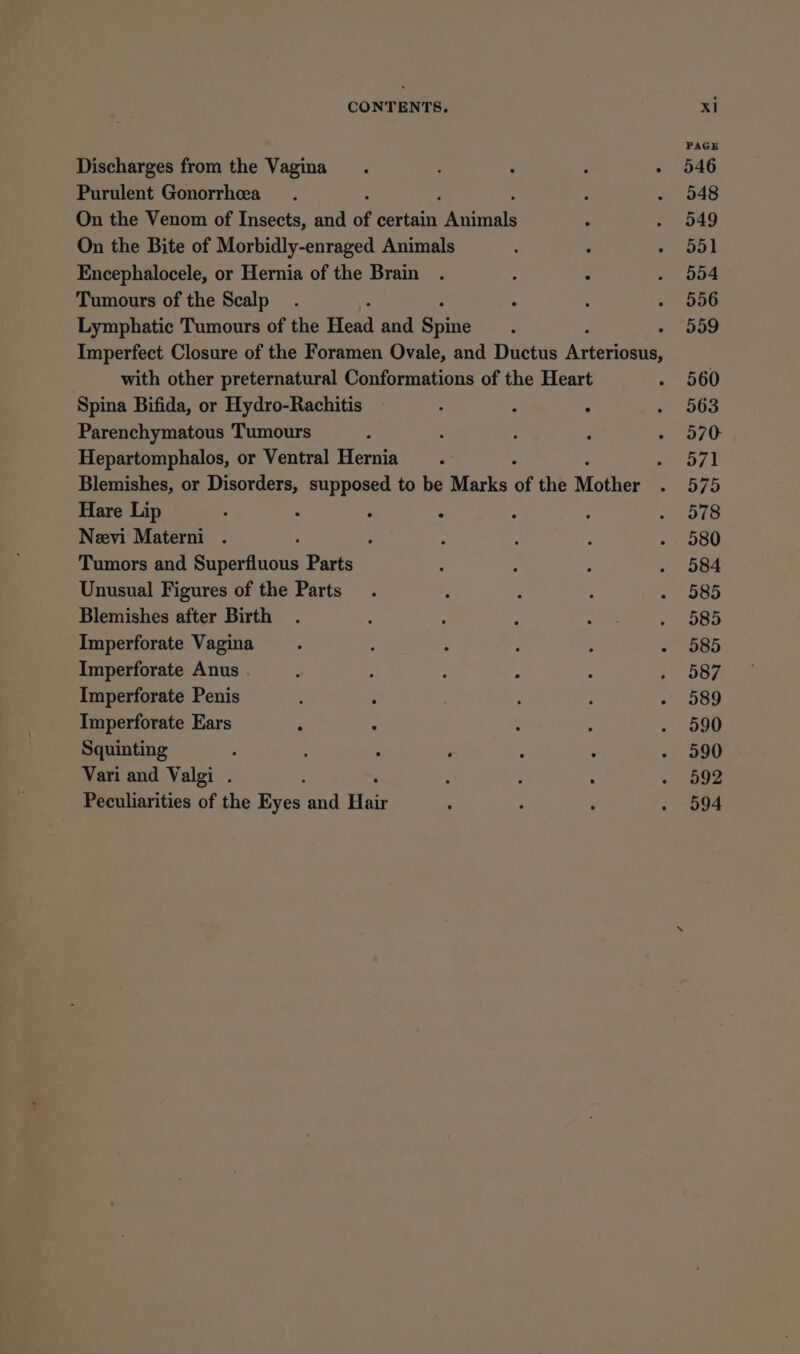 CONTENTS. xi
PAGE
Discharges from the Vagina . . . . . 546
Purulent Gonorrhœa . . . . . . 548
On the Venom of Insects, and of certain Animals . . 549
On the Bite of Morbidly-enraged Animals . . . 551
Encephalocele, or Hernia of the Brain . . . . 554
Tumours of the Scalp . . . . . . 556
Lymphatic Tumours of the Head and Spine . . . 559
Imperfect Closure of the Foramen Ovale, and Ductus Arteriosus,
with other preternatural Conformations of the Heart . 560
Spina Bifida, or Hydro-Rachitis . . . . 563
Parenchymatous Tumours . . . . . 570
Hepartomphalos, or Ventral Hernia . . . . 571
Blemishes, or Disorders, supposed to be Marks of the Mother . 575
Hare Lip . . . . . . . 578
Nævi Materni . . . . . . . 580
Tumors and Superfluous Parts . . . . 584
Unusual Figures of the Parts . . . . . 585
Blemishes after Birth . . . . . . 585
Imperforate Vagina . . . . . . 585
Imperforate Anus . . . . . . 587
Imperforate Penis . . . . . 589
Imperforate Ears . . . . . 590
Squinting . . . . . . . 590
Vari and Valgi . . . . . . . 592
Peculiarities of the Eyes and Hair . . . . 594